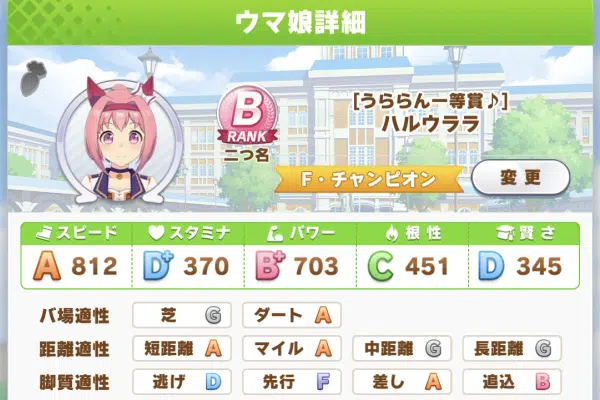 ウマ娘詳細
B
RANK
二つ名
[うららん一等賞♪]
ハルウララ
F・チャンピオン
変更
スピード スタミナ パワー 根性 賢さ
A 812 D+ 370 B+ 703 C 451 D 345
バ場適性 芝 G ダート A
距離適性 短距離 A マイル A 中距離 G 長距離 G
脚質適性 逃げ D 先行 F 差し A 追込 B